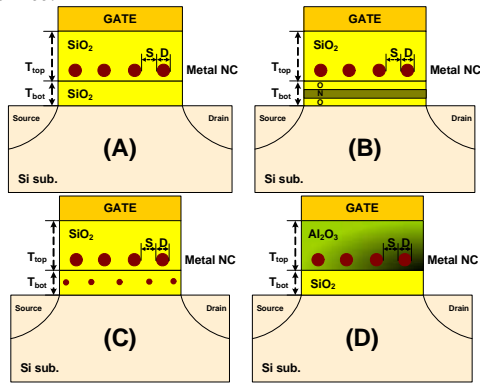 GATE
SiO2
S D
Ttop
Metal NC
Tbot
SiO2
Source
Drain
(A)
Si sub.
GATE
SiO2
S D
Ttop
Metal NC
Tbot
O
N
O
Source
Drain
(B)
Si sub.
GATE
SiO2
S D
Ttop
Metal NC
Tbot
Source
Drain
(C)
Si sub.
GATE
Al2O3
S D
Ttop
Metal NC
Tbot
SiO2
Source
Drain
(D)
Si sub.